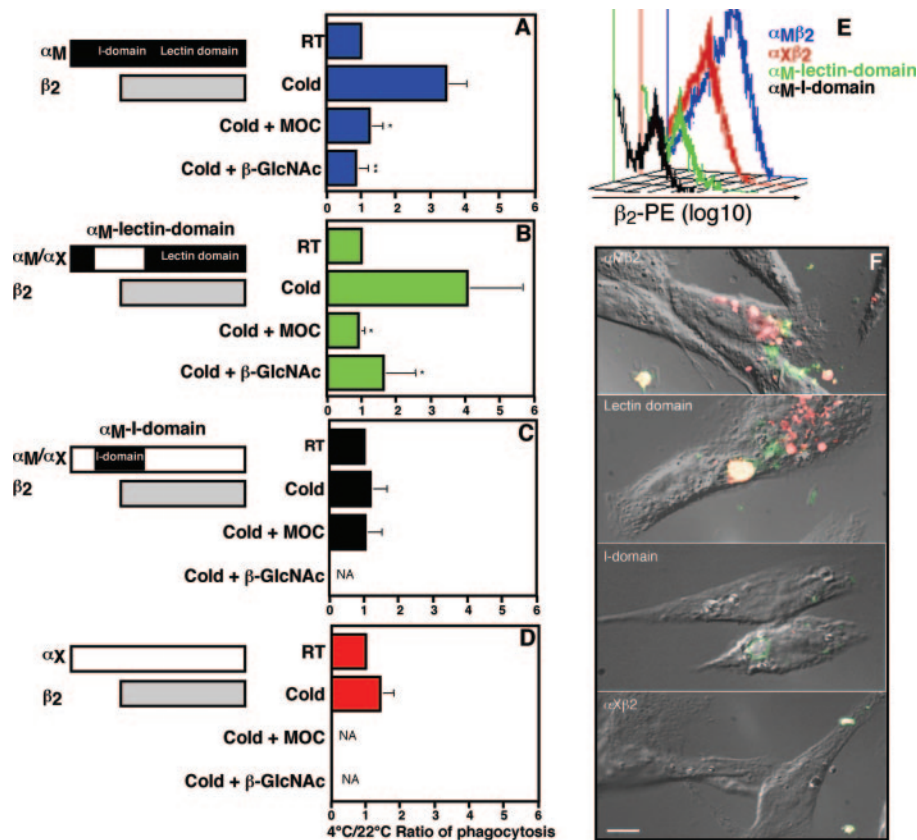 A
αM I-domain Lectin domain
β2
RT
Cold
Cold + MOC
*
Cold + β-GlcNAc
0 1 2 3 4 5 6
B
αM-lectin-domain
αM/αX Lectin domain
β2
RT
Cold
Cold + MOC
*
Cold + β-GlcNAc
*
0 1 2 3 4 5 6
C
αM-I-domain
αM/αX I-domain
β2
RT
Cold
Cold + MOC
Cold + β-GlcNAc NA
0 1 2 3 4 5 6
D
αX
β2
RT
Cold
Cold + MOC NA
Cold + β-GlcNAc NA
0 1 2 3 4 5 6
4°C/22°C Ratio of phagocytosis
E
αMβ2
αXβ2
αM-lectin-domain
αM-I-domain
β2-PE (log10)
F
αMβ2
Lectin domain
I-domain
αXβ2